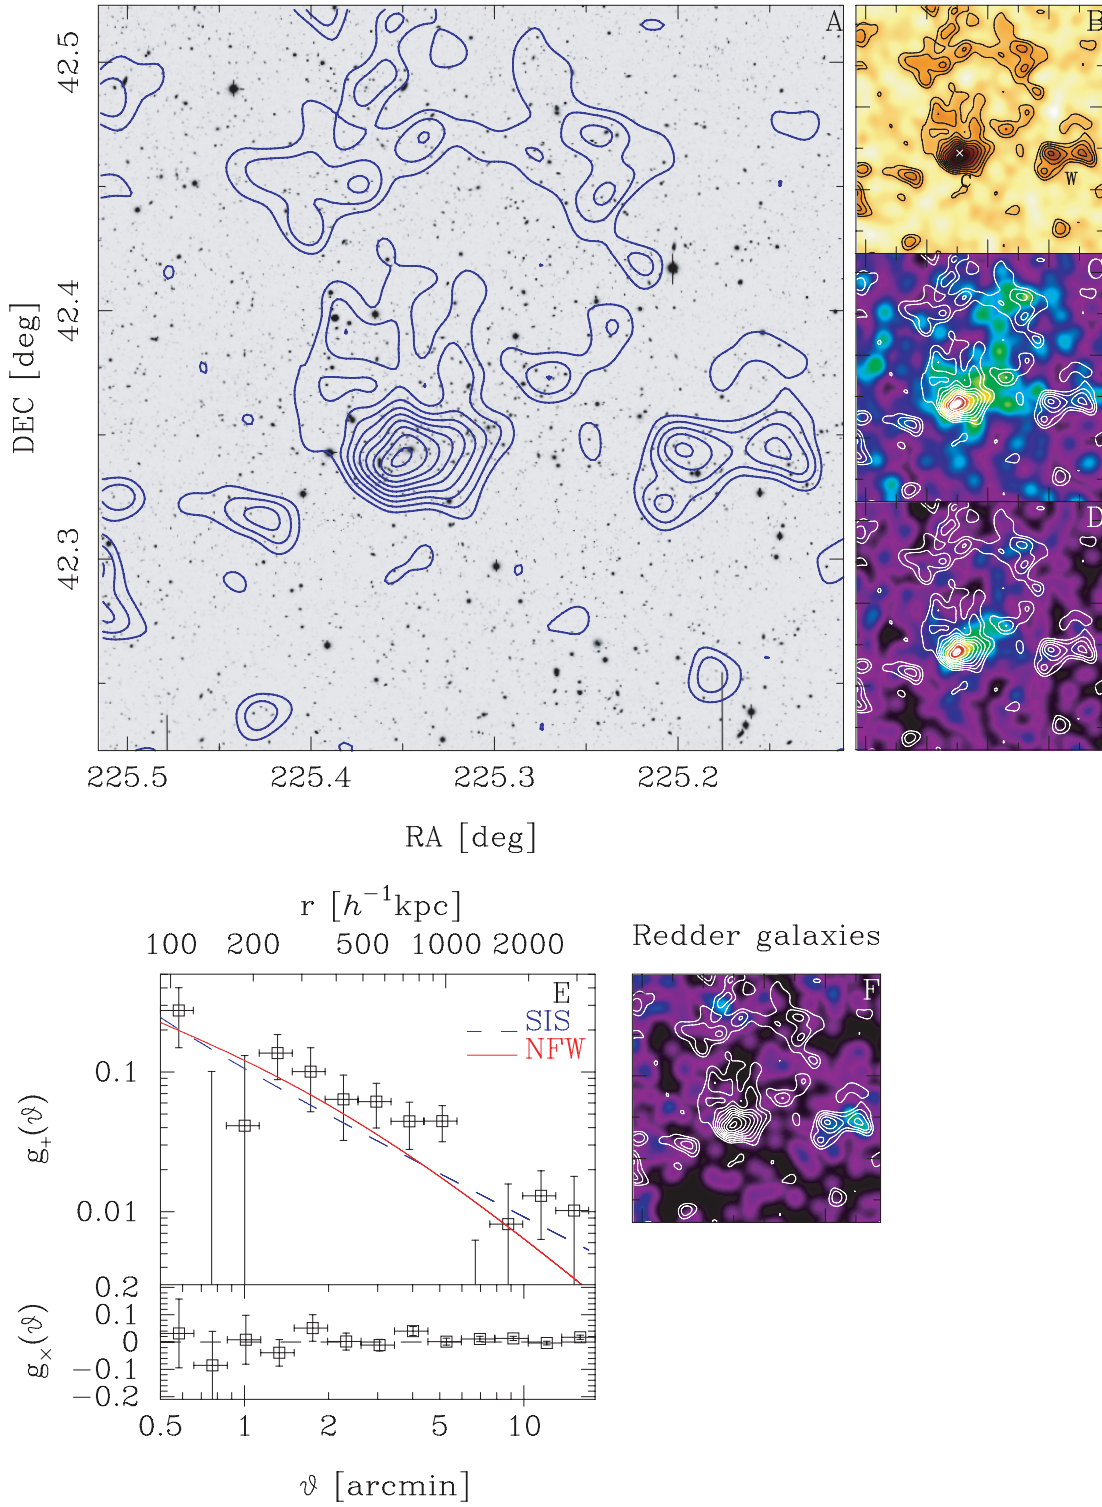 A
B
42.5
42.4
42.3
DEC [deg]
C
W
C
D
225.5
225.4
225.3
225.2
RA [deg]
r [h⁻¹kpc]
100
200
500
1000
2000
Redder galaxies
E
SIS
NFW
F
0.1
0.01
g₊(ϑ)
0.2
0.1
0
−0.1
−0.2
g×(ϑ)
0.5
1
2
5
10
ϑ [arcmin]